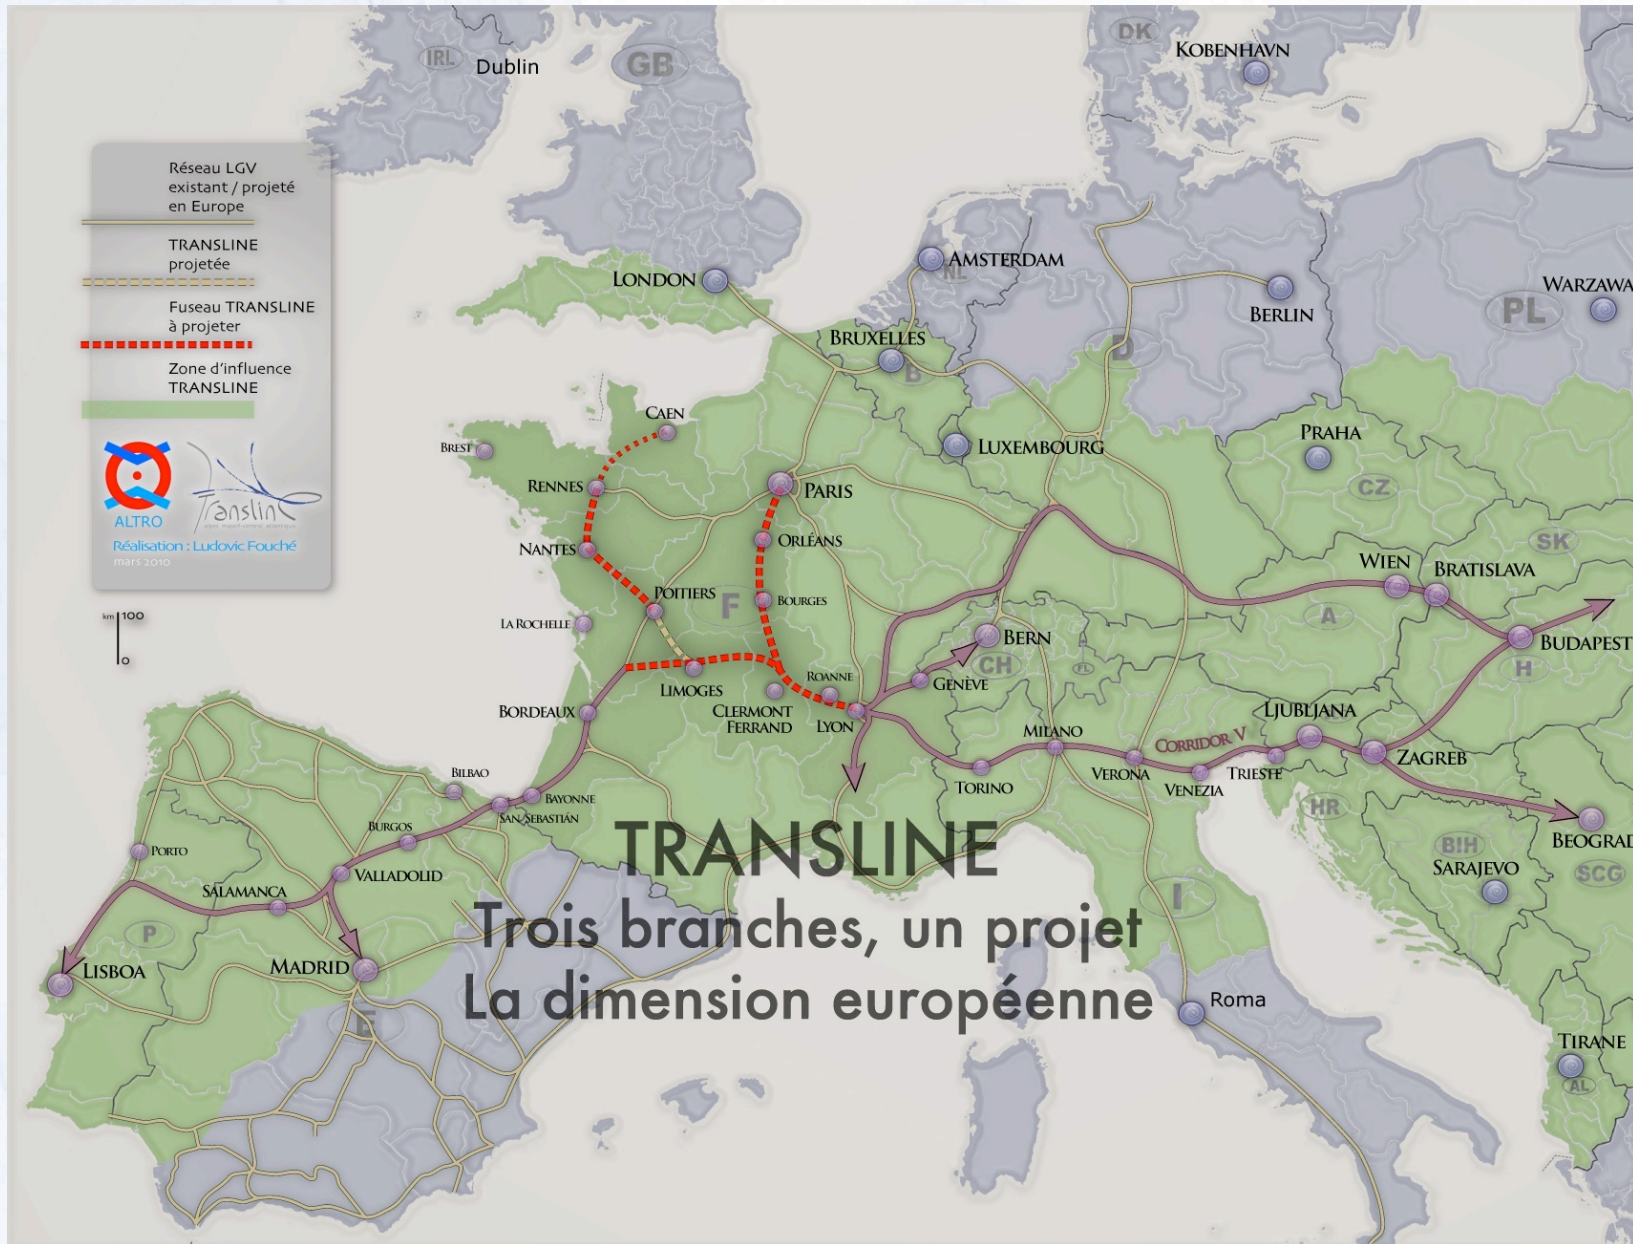 IRL
Dublin
GB
DK
KOBENHAVN
Réseau LGV
existant / projeté
en Europe
TRANSLINE
projetée
Fuseau TRANSLINE
à projeter
Zone d'influence
TRANSLINE
ALTRO
Translin
Réalisation : Ludovic Fouché
mars 2010
km 100
0
LONDON
AMSTERDAM
NL
BERLIN
WARZAWA
PL
BRUXELLES
B
D
CAEN
BREST
LUXEMBOURG
PRAHA
CZ
RENNES
PARIS
NANTES
ORLÉANS
SK
WIEN
BRATISLAVA
POITIERS
F
BOURGES
A
LA ROCHELLE
BERN
CH
FL
BUDAPEST
H
LIMOGES
ROANNE
GENÈVE
CLERMONT
FERRAND
LYON
BORDEAUX
LJUBLJANA
MILANO
CORRIDOR V
ZAGREB
VERONA
TRIESTE
TORINO
VENEZIA
BILBAO
BAYONNE
SAN-SEBASTIÁN
HR
BURGOS
BEOGRAD
PORTO
BIH
SARAJEVO
SCG
VALLADOLID
SALAMANCA
TRANSLINE
Trois branches, un projet
La dimension européenne
P
I
LISBOA
MADRID
E
Roma
TIRANE
AL